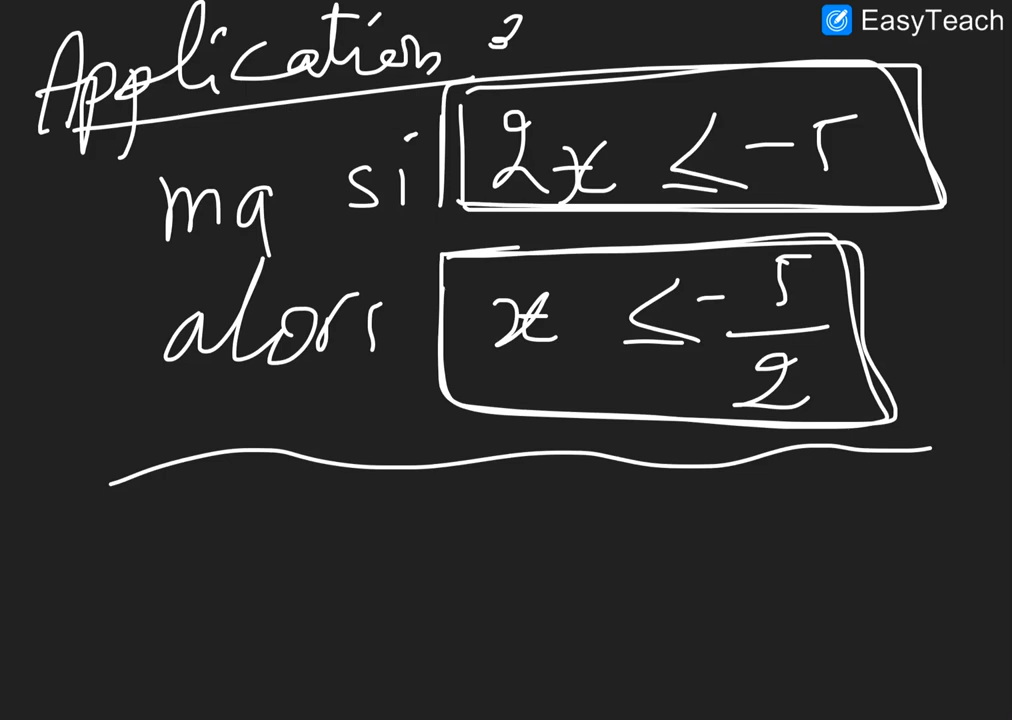 EasyTeach
Application :
mq si 2x ≤ -5
alors x ≤ -5/2